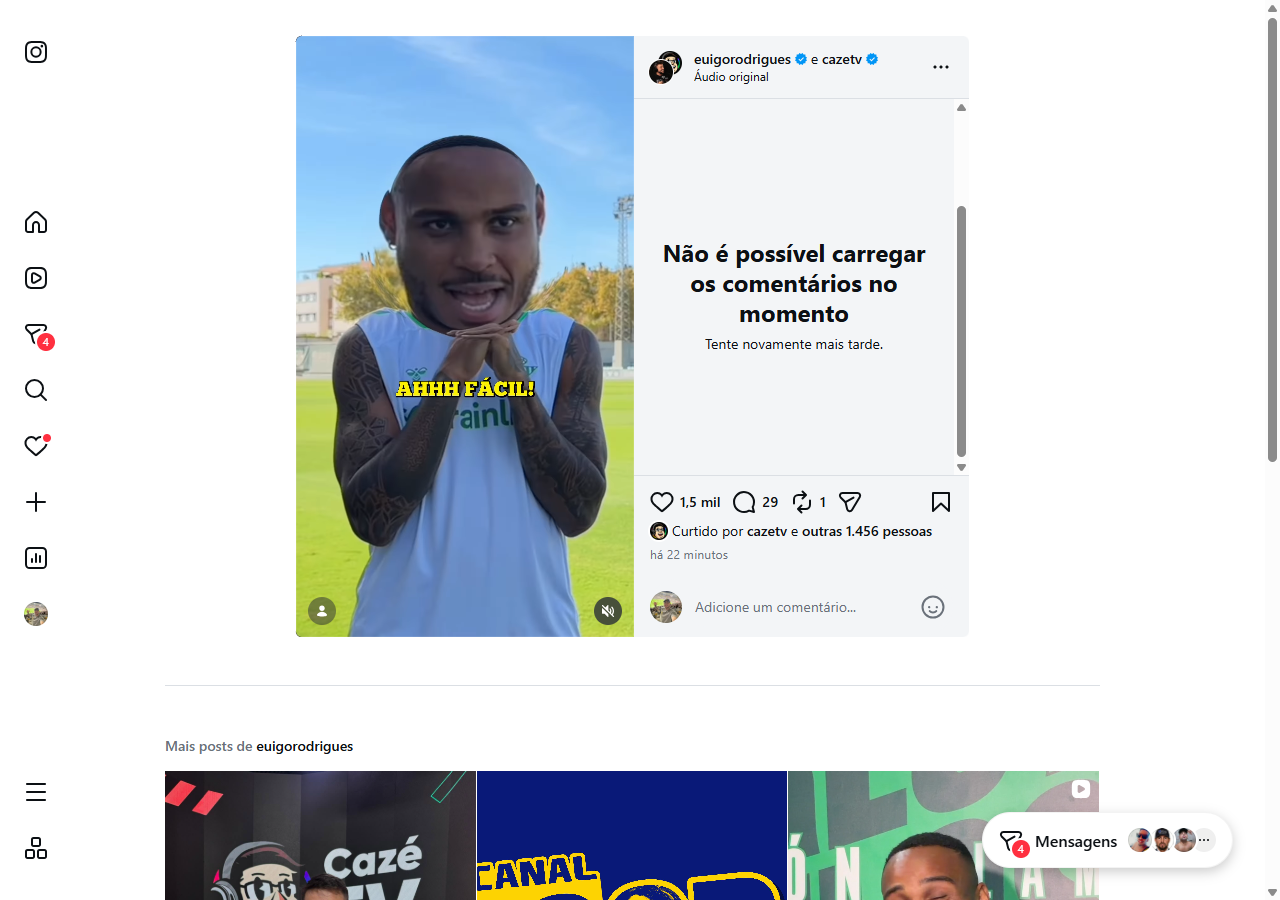 euigorodrigues e cazetv
Áudio original
Não é possível carregar
os comentários no
momento
Tente novamente mais tarde.
AHHH FÁCIL!
1,5 mil 29 1
Curtido por cazetv e outras 1.456 pessoas
há 22 minutos
Adicione um comentário...
4
Mais posts de euigorodrigues
Cazé
TV
CANAL
4 Mensagens